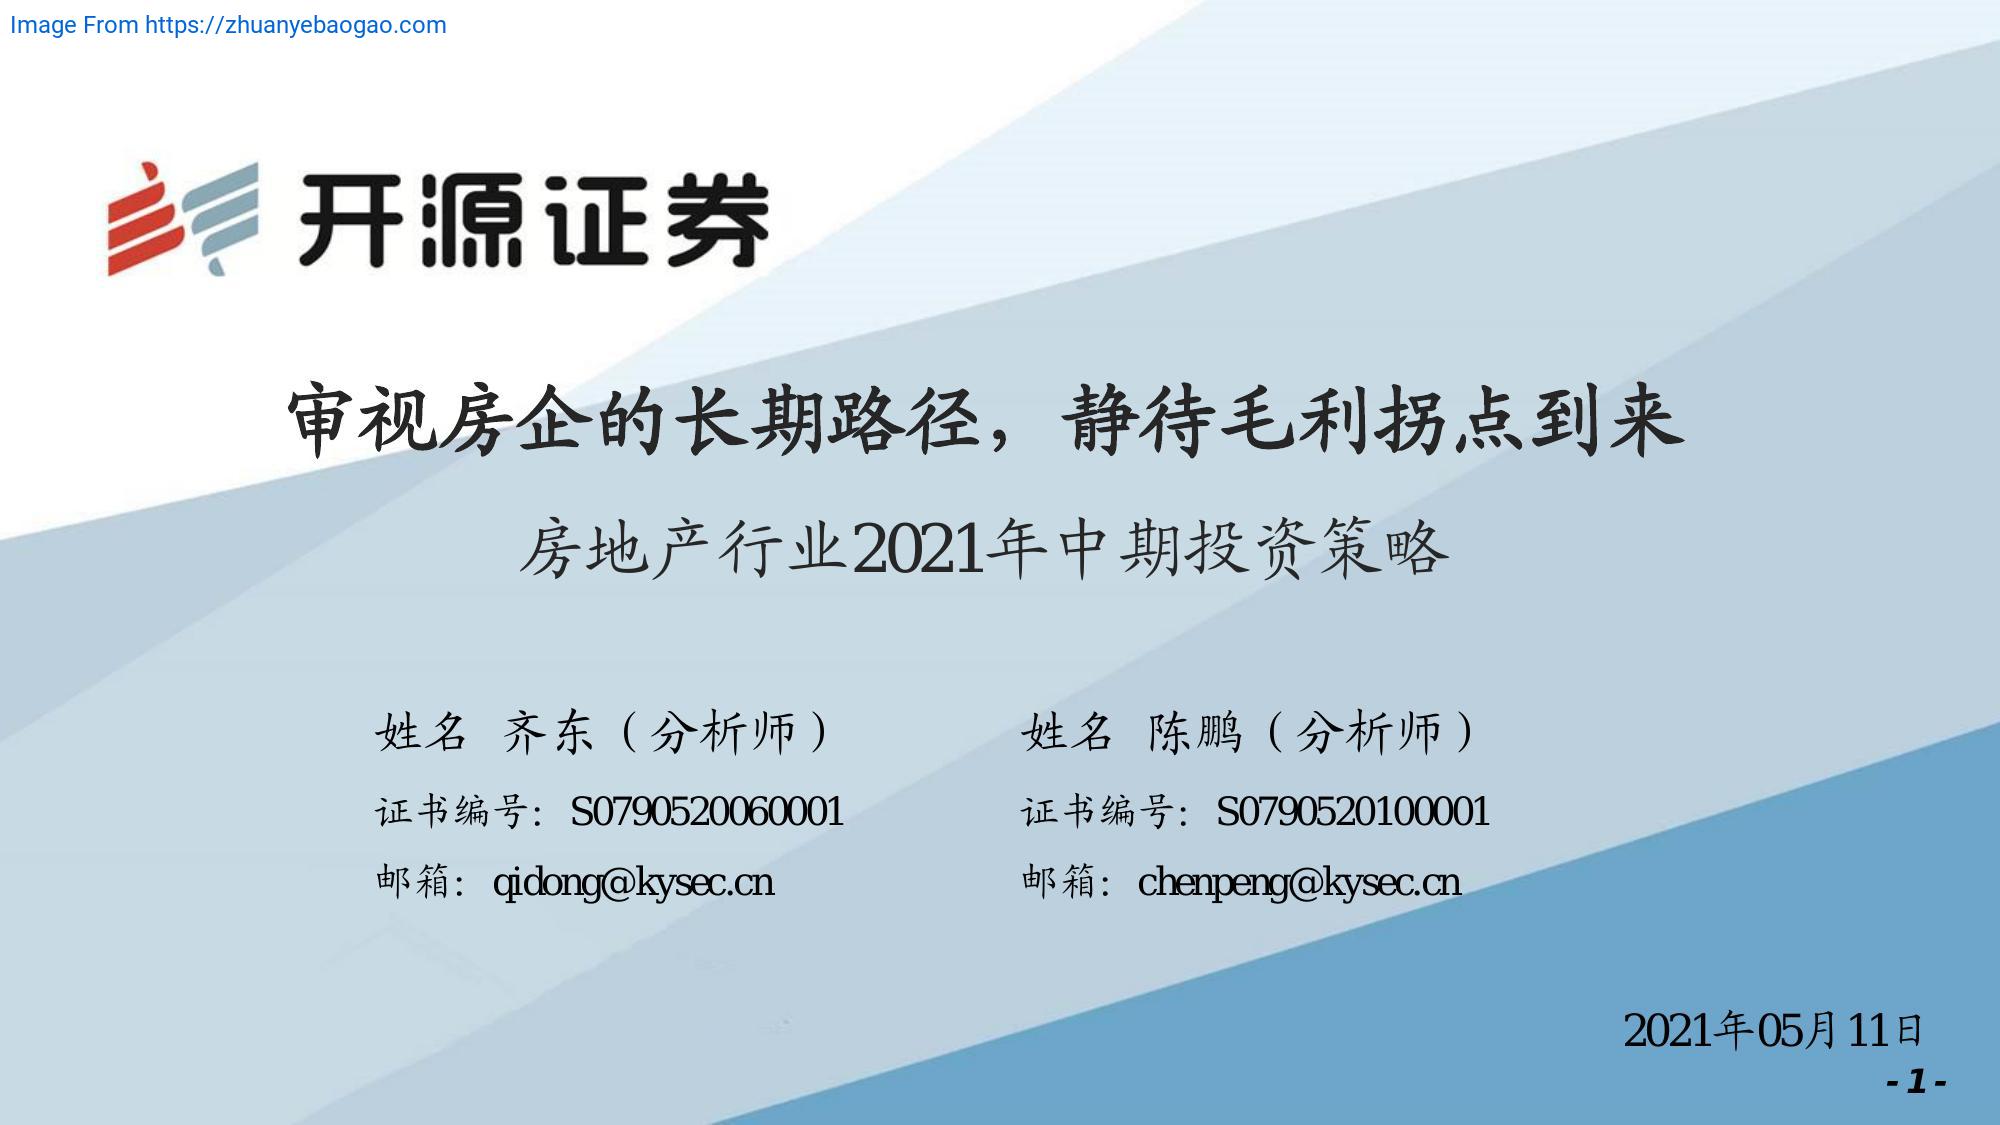 Image From https://zhuanyebaogao.com
开源证券
审视房企的长期路径，静待毛利拐点到来
房地产行业2021年中期投资策略
姓名 齐东（分析师）
证书编号：S0790520060001
邮箱：qidong@kysec.cn
姓名 陈鹏（分析师）
证书编号：S0790520100001
邮箱：chenpeng@kysec.cn
2021年05月11日
- 1 -